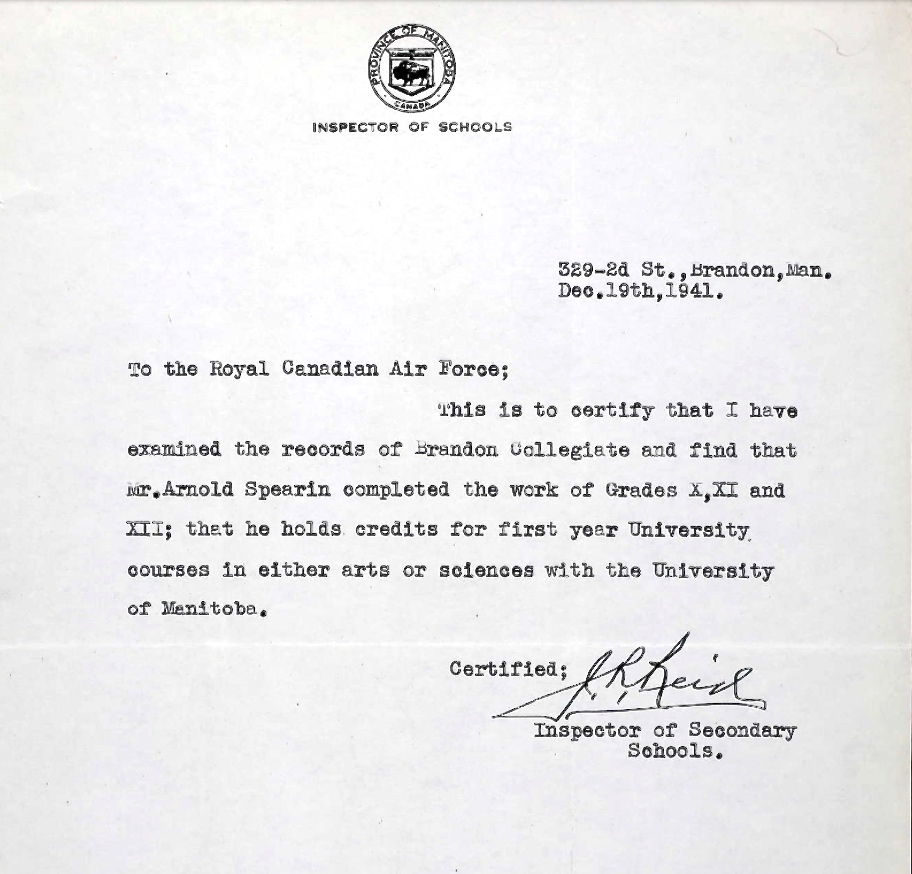 PROVINCE OF MANITOBA
CANADA
INSPECTOR OF SCHOOLS
329-2d St.,Brandon,Man.
Dec.19th,1941.
To the Royal Canadian Air Force;
This is to certify that I have
examined the records of Brandon Collegiate and find that
Mr.Arnold Spearin completed the work of Grades X,XI and
XII; that he holds credits for first year University
courses in either arts or sciences with the University
of Manitoba.
Certified; J.R.Reid
Inspector of Secondary
Schools.